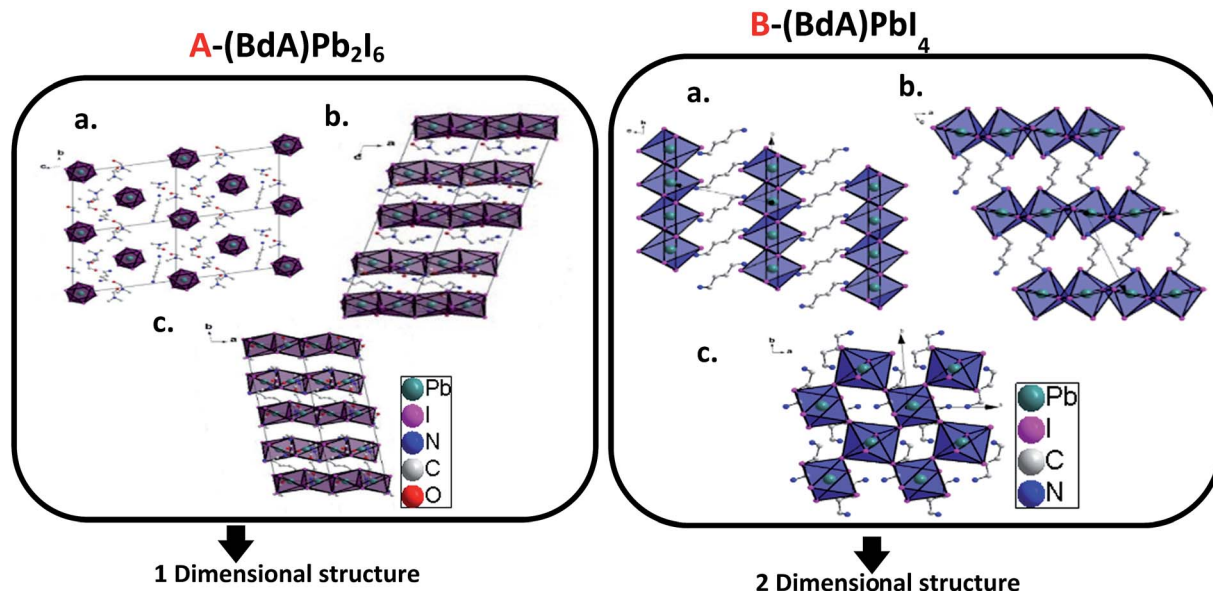 A-(BdA)Pb₂I₆
a.
b.
c.
Pb
I
N
C
O
1 Dimensional structure
B-(BdA)PbI₄
a.
b.
c.
Pb
I
C
N
2 Dimensional structure